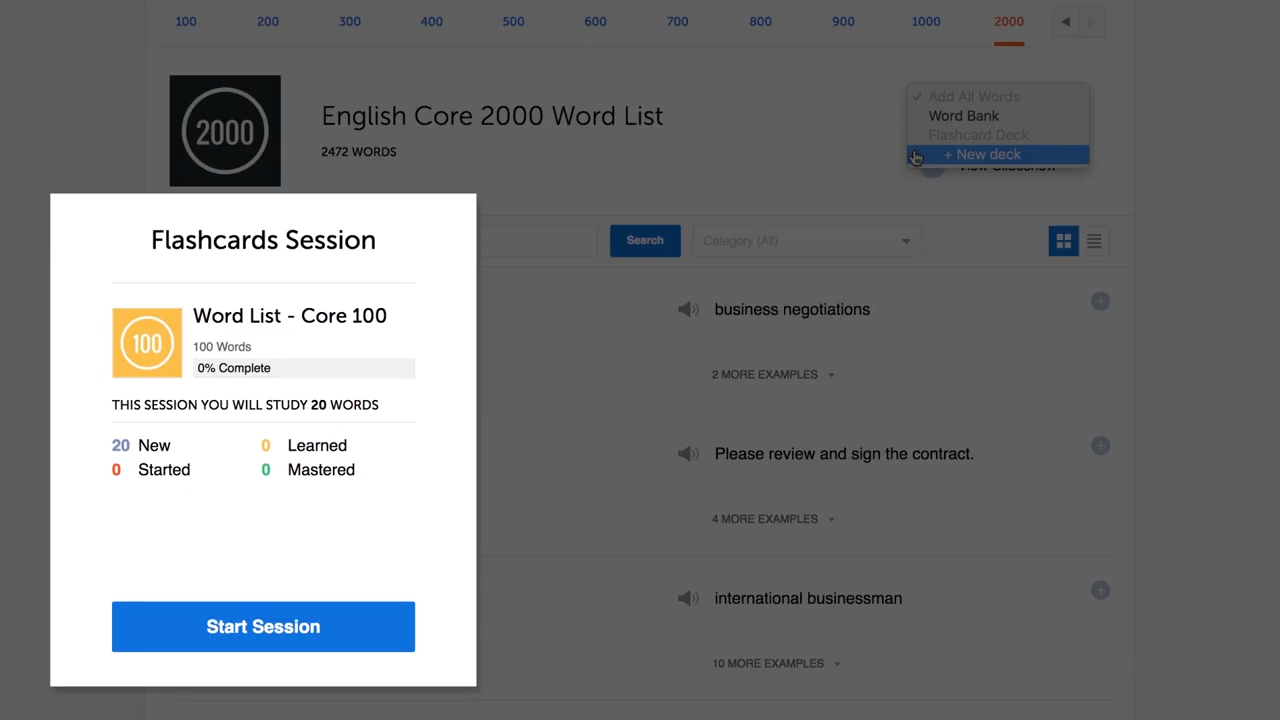 100 200 300 400 500 600 700 800 900 1000 2000
2000
English Core 2000 Word List
2472 WORDS
✓ Add All Words
Word Bank
Flashcard Deck
+ New deck
View Slideshow
Search
Category (All)
Flashcards Session
100
Word List - Core 100
100 Words
0% Complete
THIS SESSION YOU WILL STUDY 20 WORDS
20 New
0 Learned
0 Started
0 Mastered
Start Session
business negotiations
2 MORE EXAMPLES
Please review and sign the contract.
4 MORE EXAMPLES
international businessman
10 MORE EXAMPLES